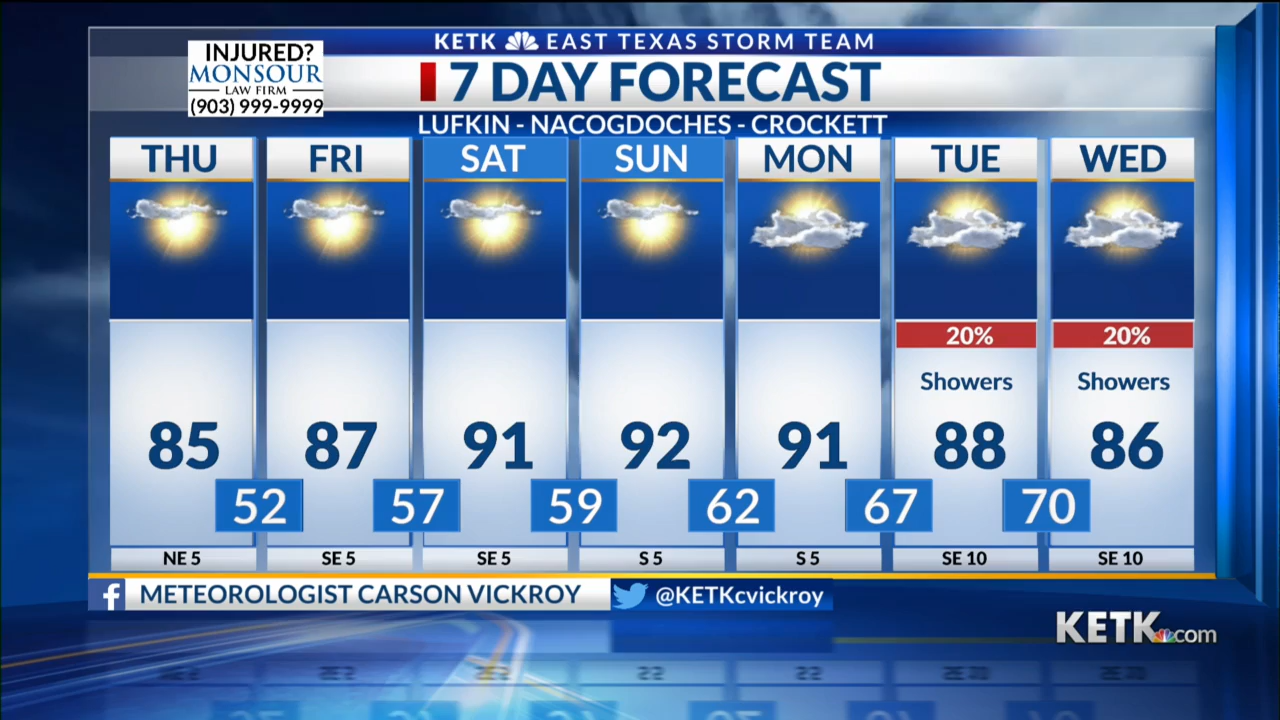 KETK EAST TEXAS STORM TEAM
INJURED?
MONSOUR
LAW FIRM
(903) 999-9999
7 DAY FORECAST
LUFKIN - NACOGDOCHES - CROCKETT
THU FRI SAT SUN MON TUE WED
20% 20%
Showers Showers
85 87 91 92 91 88 86
52 57 59 62 67 70
NE 5 SE 5 SE 5 S 5 S 5 SE 10 SE 10
f METEOROLOGIST CARSON VICKROY @KETKcvickroy
KETK.com